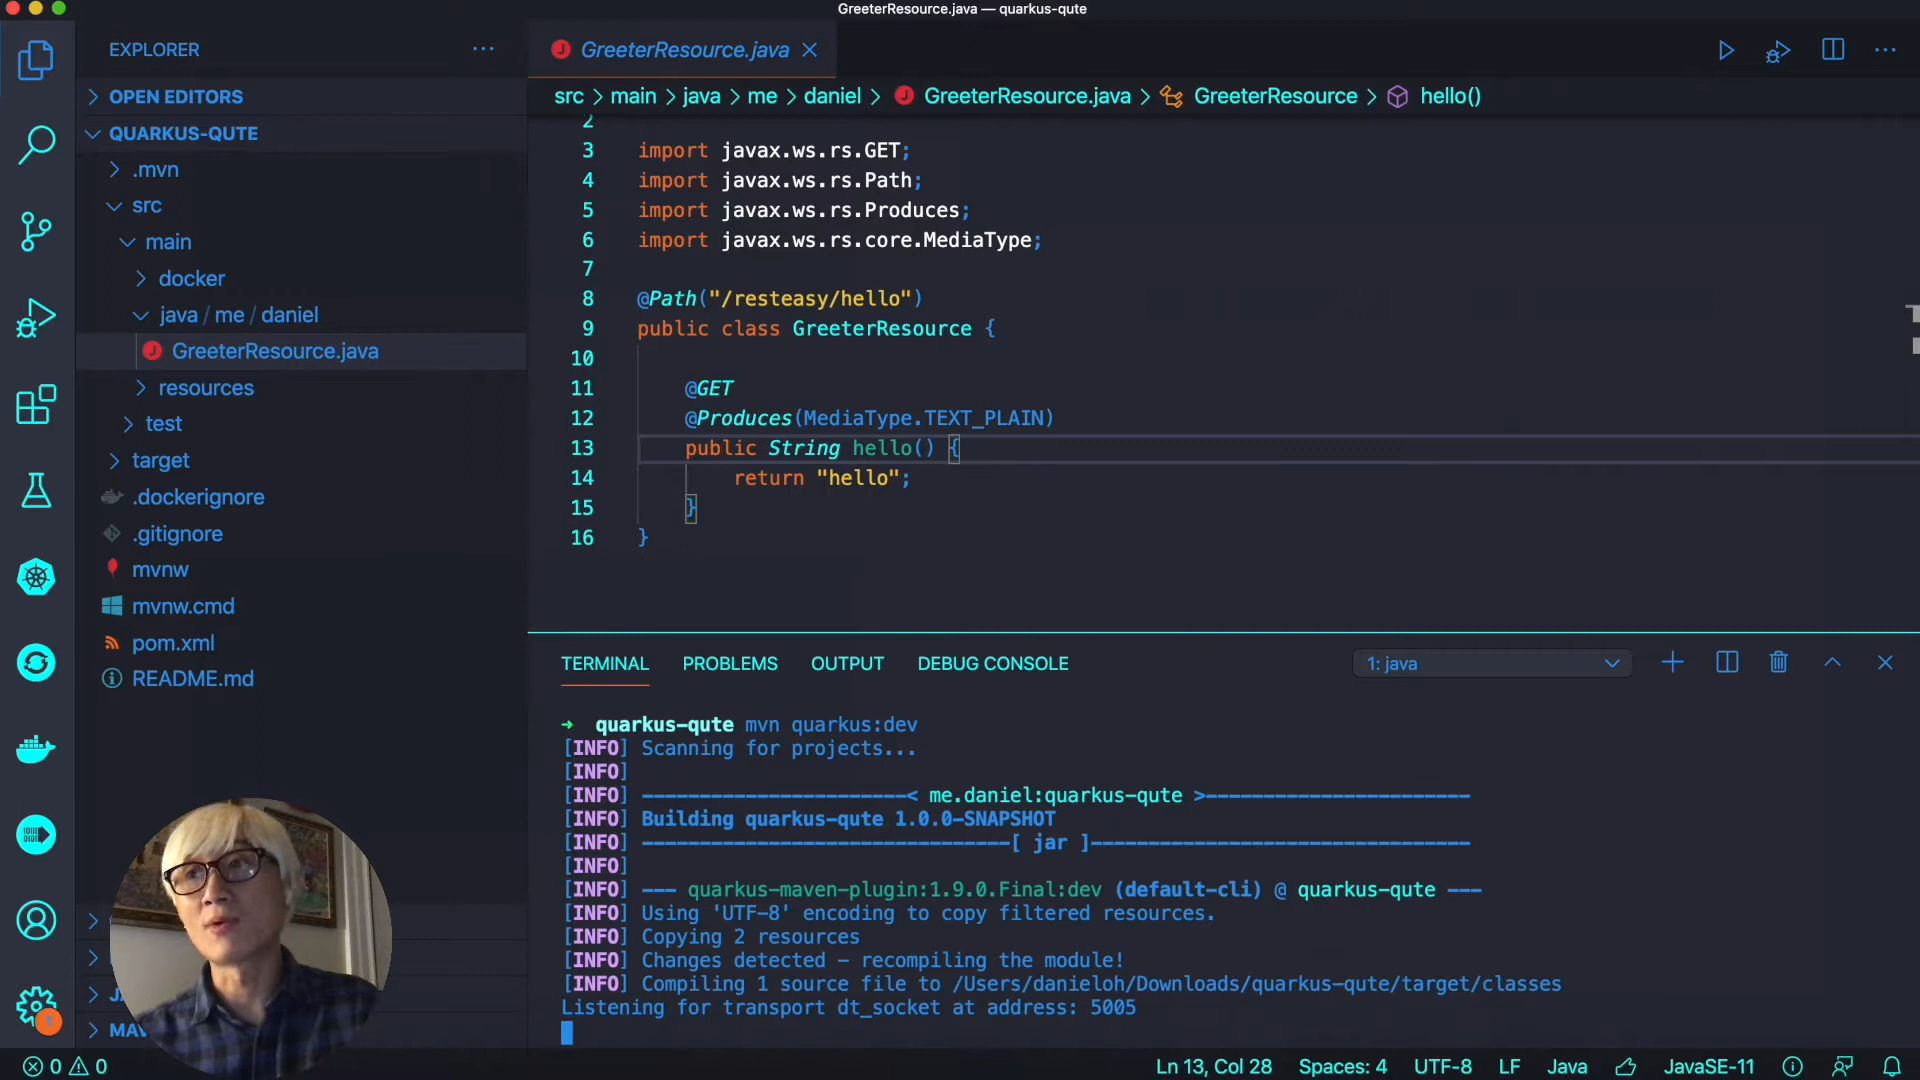 GreeterResource.java — quarkus-qute
EXPLORER
OPEN EDITORS
QUARKUS-QUTE
.mvn
src
main
docker
java / me / daniel
GreeterResource.java
resources
test
target
.dockerignore
.gitignore
mvnw
mvnw.cmd
pom.xml
README.md
GreeterResource.java
src > main > java > me > daniel > GreeterResource.java > GreeterResource > hello()
2
3 import javax.ws.rs.GET;
4 import javax.ws.rs.Path;
5 import javax.ws.rs.Produces;
6 import javax.ws.rs.core.MediaType;
7
8 @Path("/resteasy/hello")
9 public class GreeterResource {
10
11 @GET
12 @Produces(MediaType.TEXT_PLAIN)
13 public String hello() {
14 return "hello";
15 }
16 }
TERMINAL PROBLEMS OUTPUT DEBUG CONSOLE 1: java
➜ quarkus-qute mvn quarkus:dev
[INFO] Scanning for projects...
[INFO]
[INFO] -----------------------< me.daniel:quarkus-qute >-----------------------
[INFO] Building quarkus-qute 1.0.0-SNAPSHOT
[INFO] --------------------------------[ jar ]---------------------------------
[INFO]
[INFO] --- quarkus-maven-plugin:1.9.0.Final:dev (default-cli) @ quarkus-qute ---
[INFO] Using 'UTF-8' encoding to copy filtered resources.
[INFO] Copying 2 resources
[INFO] Changes detected - recompiling the module!
[INFO] Compiling 1 source file to /Users/danieloh/Downloads/quarkus-qute/target/classes
Listening for transport dt_socket at address: 5005
0 0 Ln 13, Col 28 Spaces: 4 UTF-8 LF Java JavaSE-11